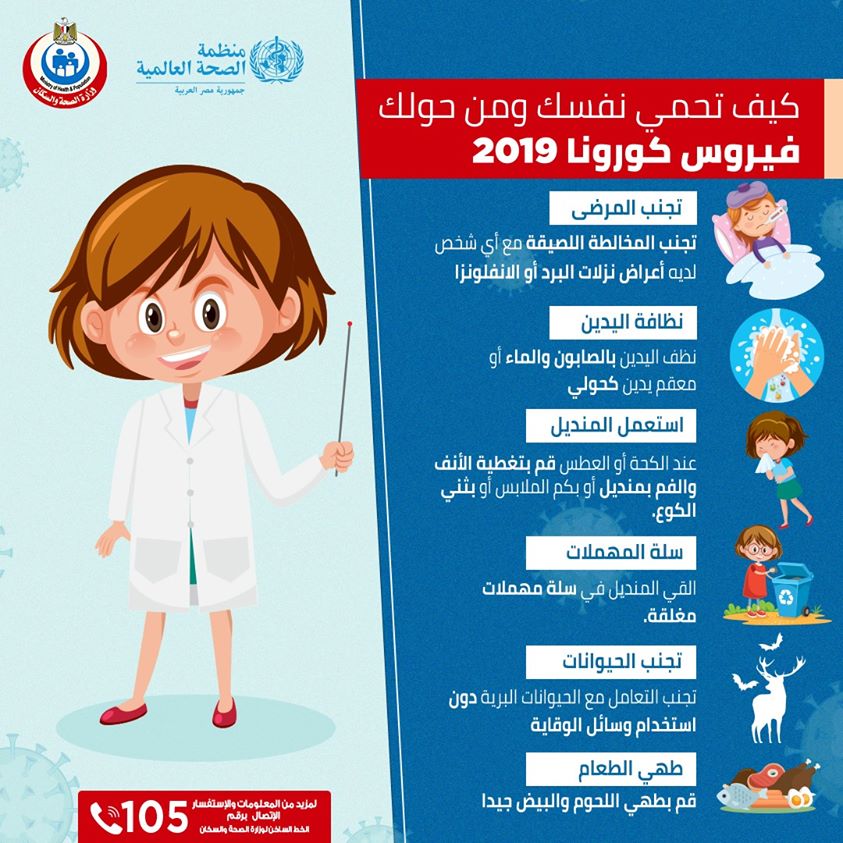 منظمة
الصحة العالمية
جمهورية مصر العربية
Ministry of Health & Population
وزارة الصحة والسكان
كيف تحمي نفسك ومن حولك
فيروس كورونا 2019
تجنب المرضى
تجنب المخالطة اللصيقة مع أي شخص
لديه أعراض نزلات البرد أو الانفلونزا
نظافة اليدين
نظف اليدين بالصابون والماء أو
معقم يدين كحولي
استعمل المنديل
عند الكحة أو العطس قم بتغطية الأنف
والفم بمنديل أو بكم الملابس أو بثني
الكوع.
سلة المهملات
القي المنديل في سلة مهملات
مغلقة.
تجنب الحيوانات
تجنب التعامل مع الحيوانات البرية دون
استخدام وسائل الوقاية
طهي الطعام
قم بطهي اللحوم والبيض جيدا
لمزيد من المعلومات والإستفسار
الإتصال برقم
الخط الساخن لوزارة الصحة والسكان
105